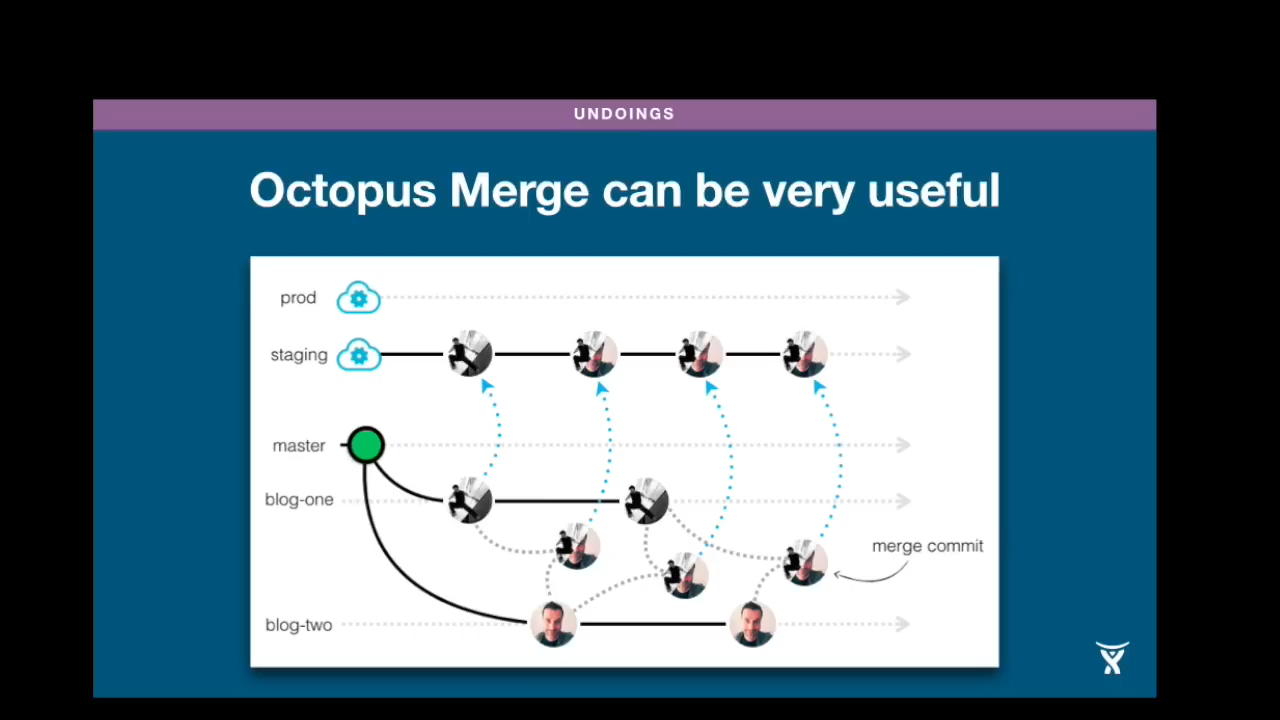 UNDOINGS
Octopus Merge can be very useful
prod
staging
master
blog-one
merge commit
blog-two